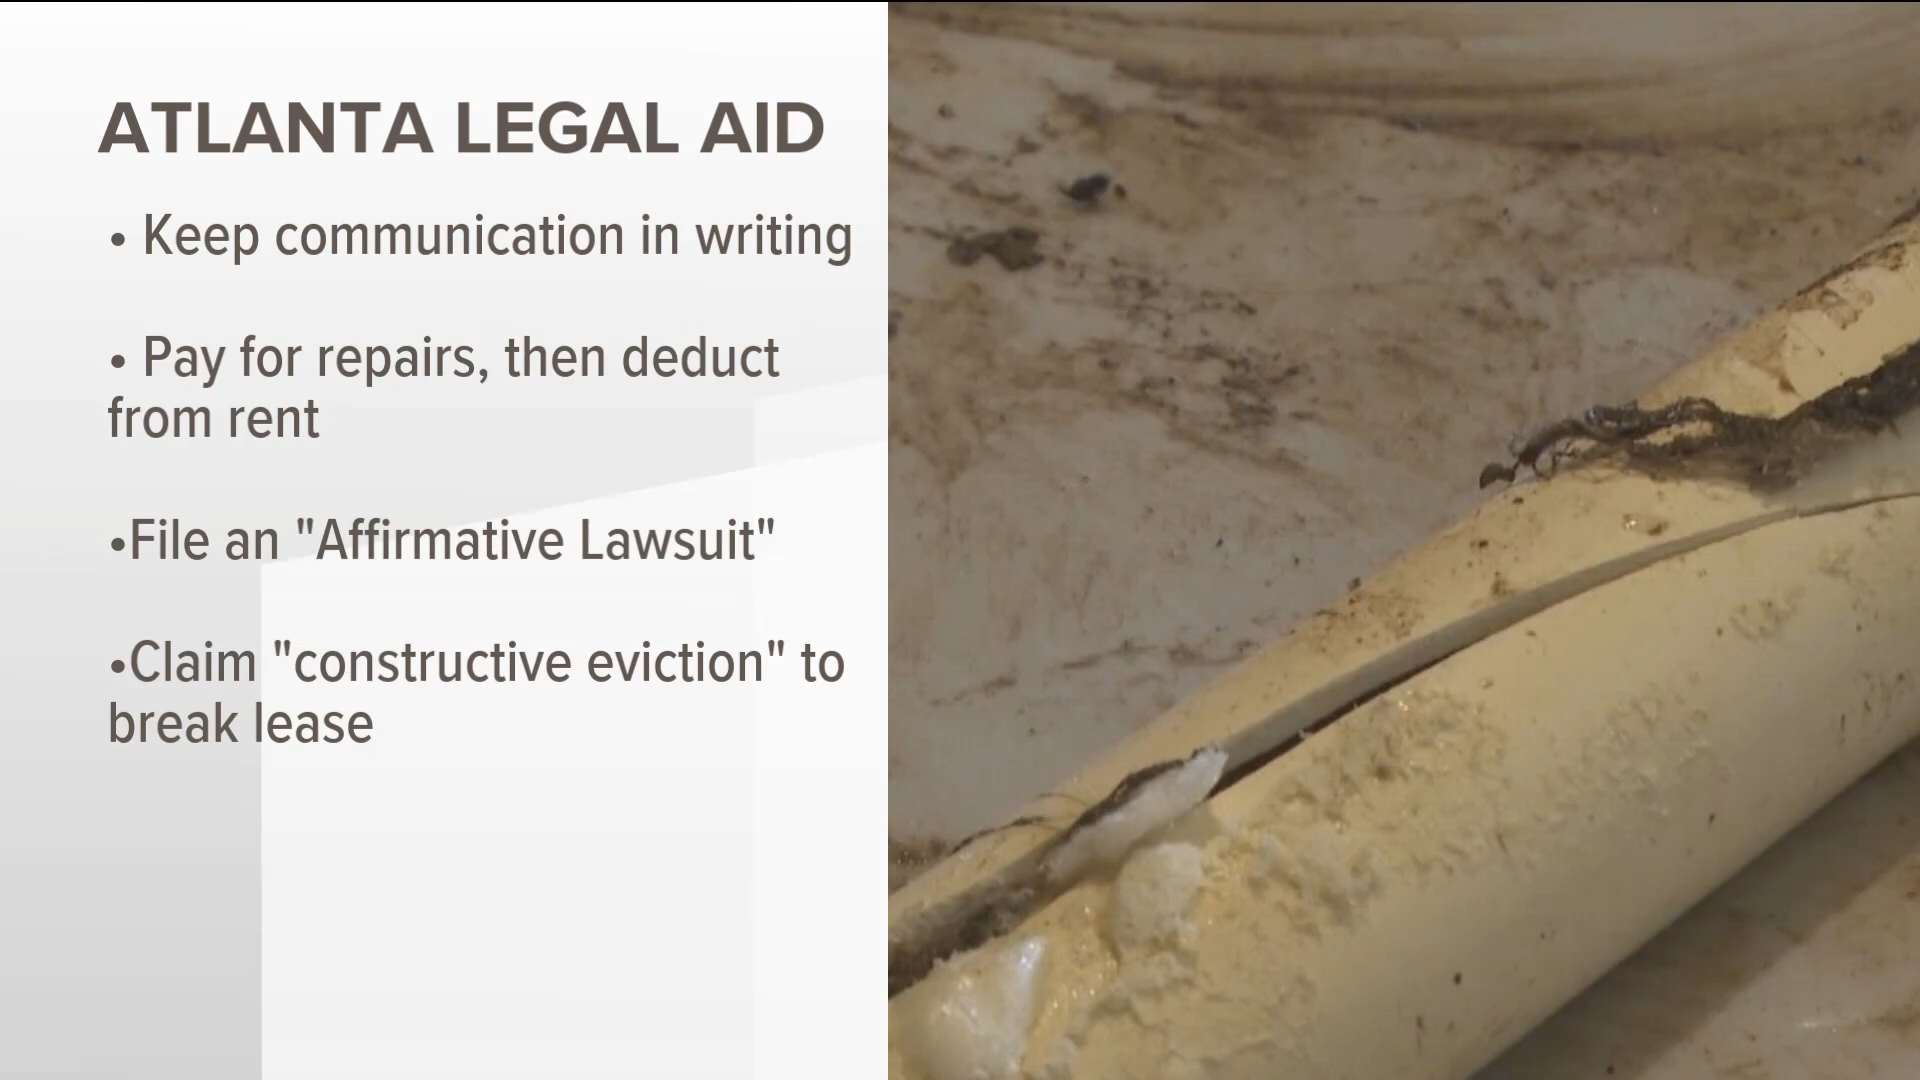 ATLANTA LEGAL AID
• Keep communication in writing
• Pay for repairs, then deduct
from rent
•File an "Affirmative Lawsuit"
•Claim "constructive eviction" to
break lease